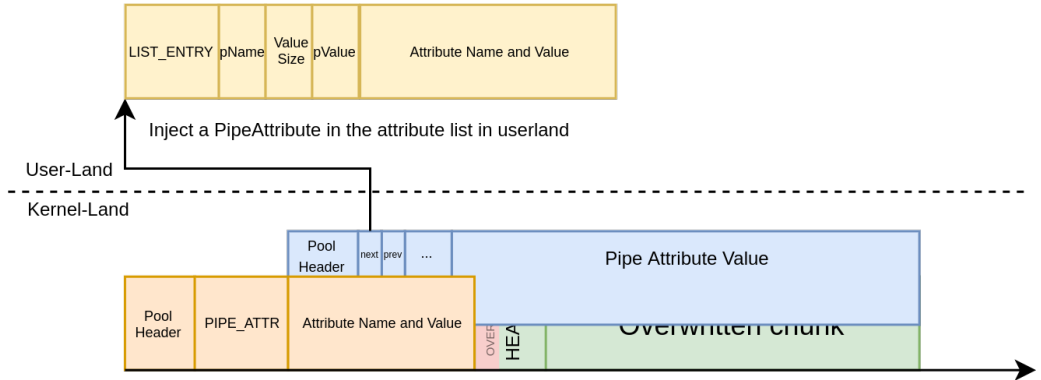 LIST_ENTRY
pName
Value
Size
pValue
Attribute Name and Value
Inject a PipeAttribute in the attribute list in userland
User-Land
Kernel-Land
Pool
Header
next
prev
...
Pipe Attribute Value
Pool
Header
PIPE_ATTR
Attribute Name and Value
OVER
HEA
Overwritten chunk